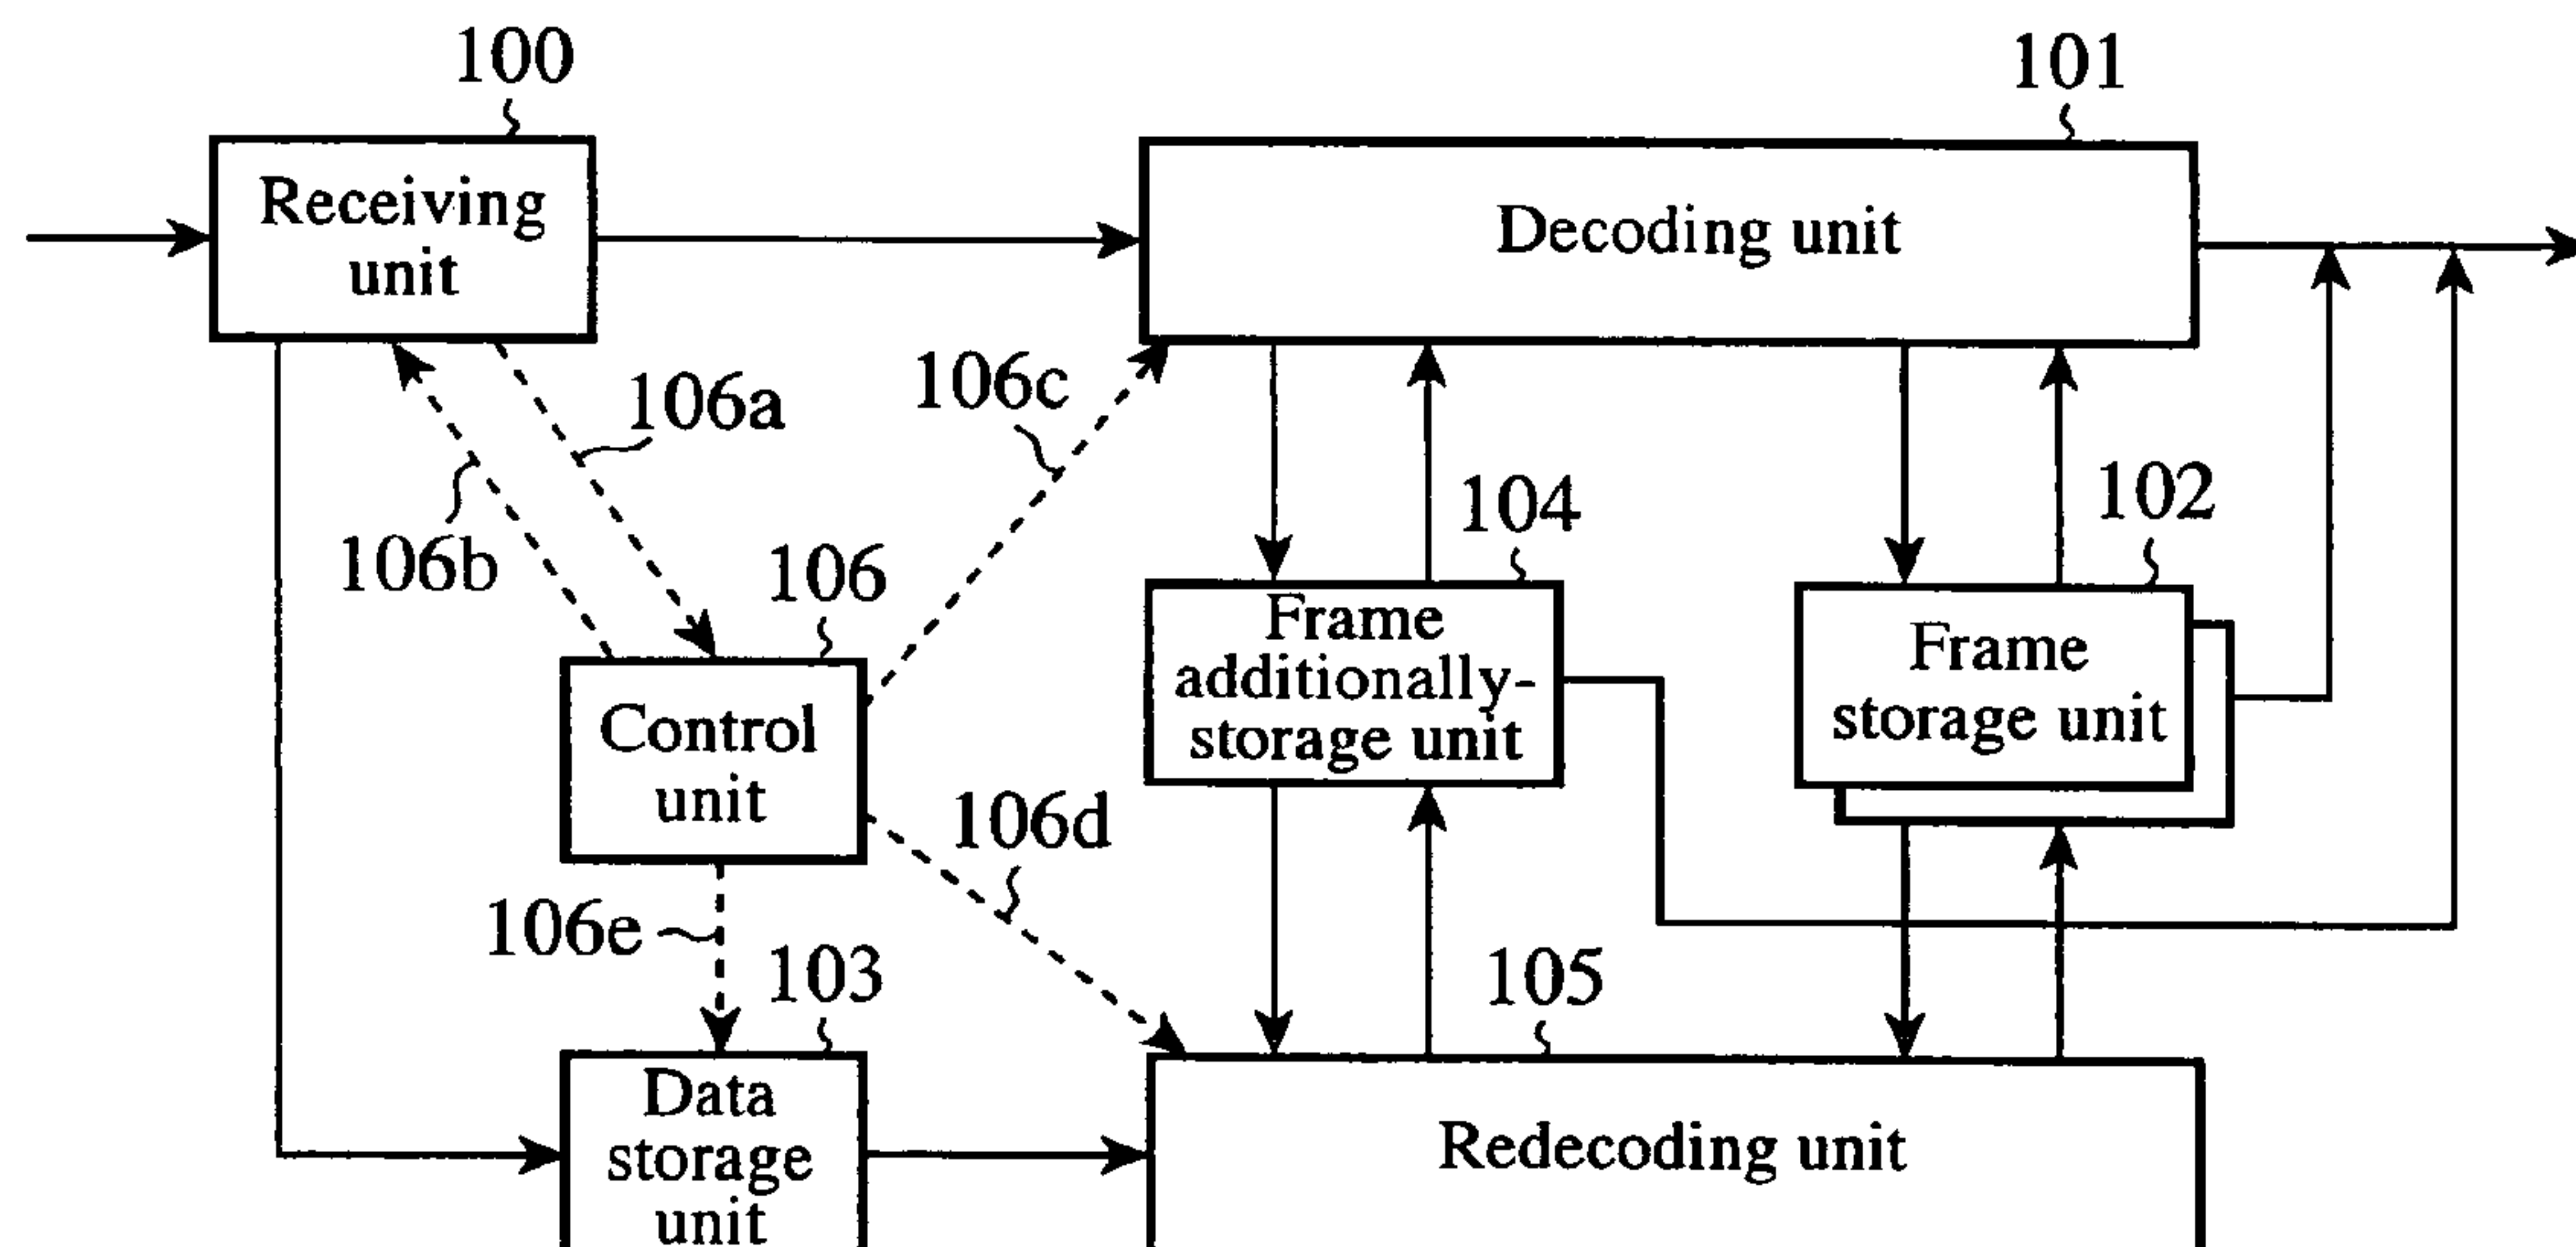 100
101
Receiving
unit
Decoding unit
106a
106c
106b
106
104
102
Control
unit
Frame
additionally-
storage unit
Frame
storage unit
106d
106e
103
105
Data
storage
unit
Redecoding unit